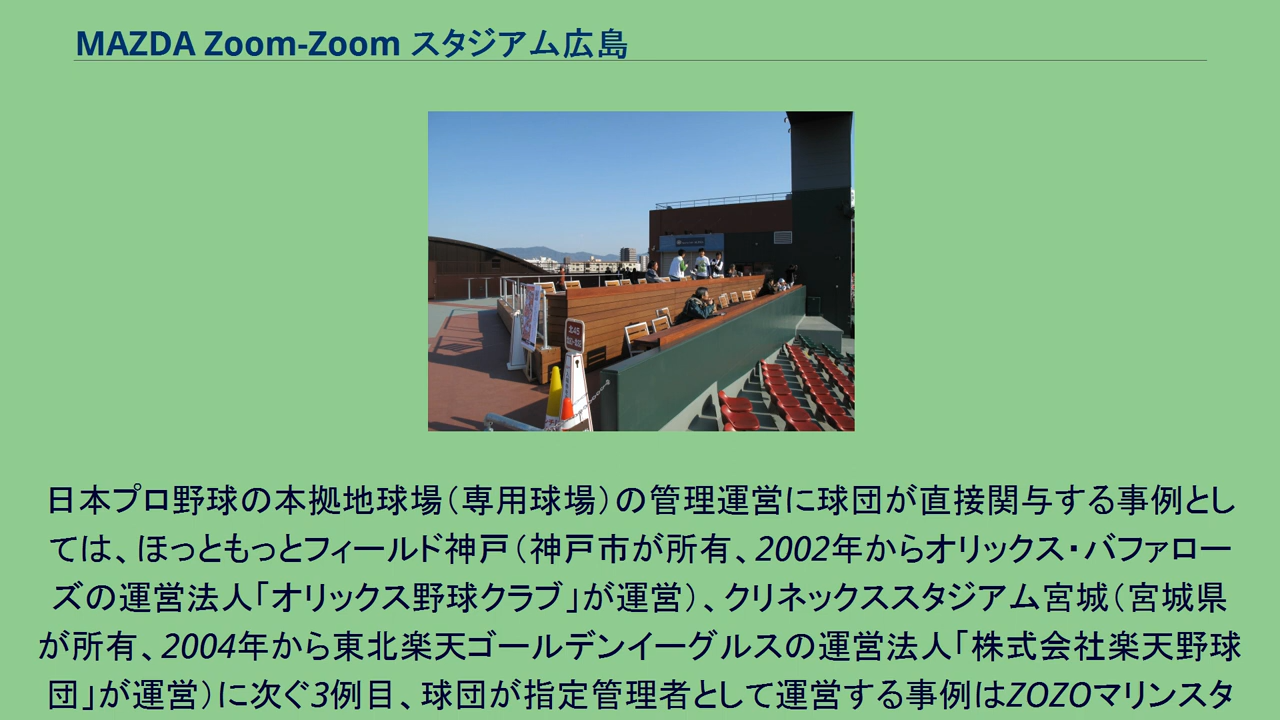 MAZDA Zoom-Zoom スタジアム広島
日本プロ野球の本拠地球場（専用球場）の管理運営に球団が直接関与する事例とし
ては、ほっともっとフィールド神戸（神戸市が所有、2002年からオリックス・バファロー
ズの運営法人「オリックス野球クラブ」が運営）、クリネックススタジアム宮城（宮城県
が所有、2004年から東北楽天ゴールデンイーグルスの運営法人「株式会社楽天野球
団」が運営）に次ぐ3例目、球団が指定管理者として運営する事例はZOZOマリンスタ